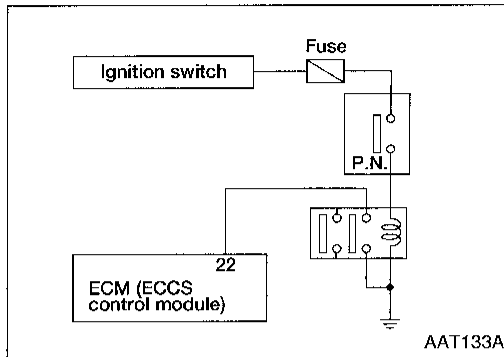 Fuse
Ignition switch
P.N.
22
ECM (ECCS
control module)
AAT133A